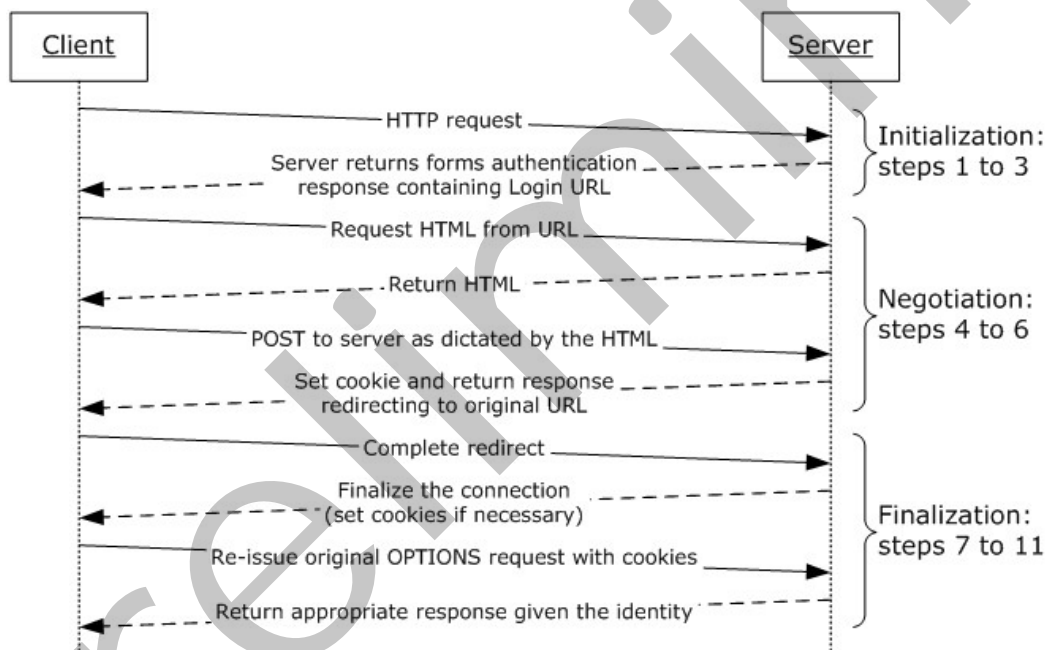 Client
Server
HTTP request
Initialization:
steps 1 to 3
Server returns forms authentication
response containing Login URL
Request HTML from URL
Return HTML
Negotiation:
steps 4 to 6
POST to server as dictated by the HTML
Set cookie and return response
redirecting to original URL
Complete redirect
Finalize the connection
(set cookies if necessary)
Finalization:
steps 7 to 11
Re-issue original OPTIONS request with cookies
Return appropriate response given the identity
relimin